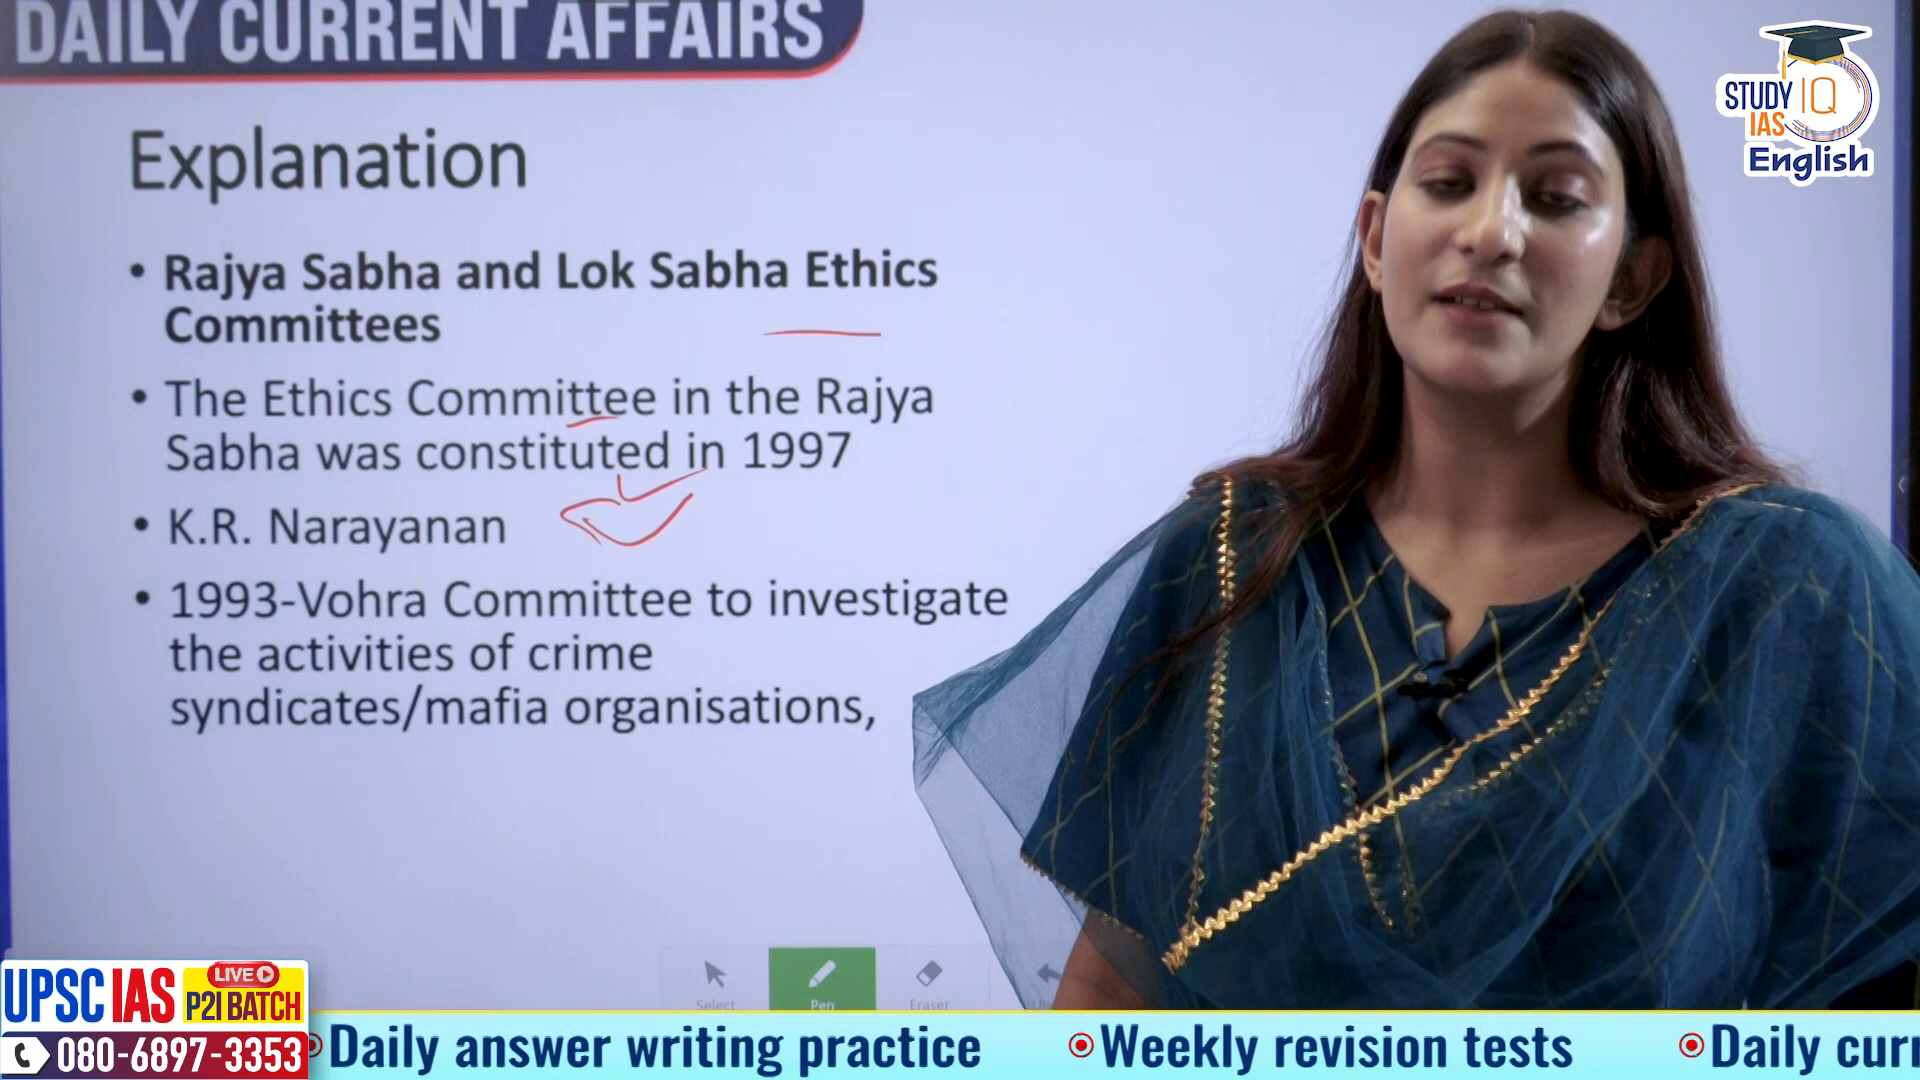 DAILY CURRENT AFFAIRS
STUDY IQ
IAS
English
Explanation
• Rajya Sabha and Lok Sabha Ethics
Committees
• The Ethics Committee in the Rajya
Sabha was constituted in 1997
• K.R. Narayanan
• 1993-Vohra Committee to investigate
the activities of crime
syndicates/mafia organisations,
Select
Pen
Eraser
UPSC IAS
LIVE
P2I BATCH
080-6897-3353
Daily answer writing practice
Weekly revision tests
Daily curr